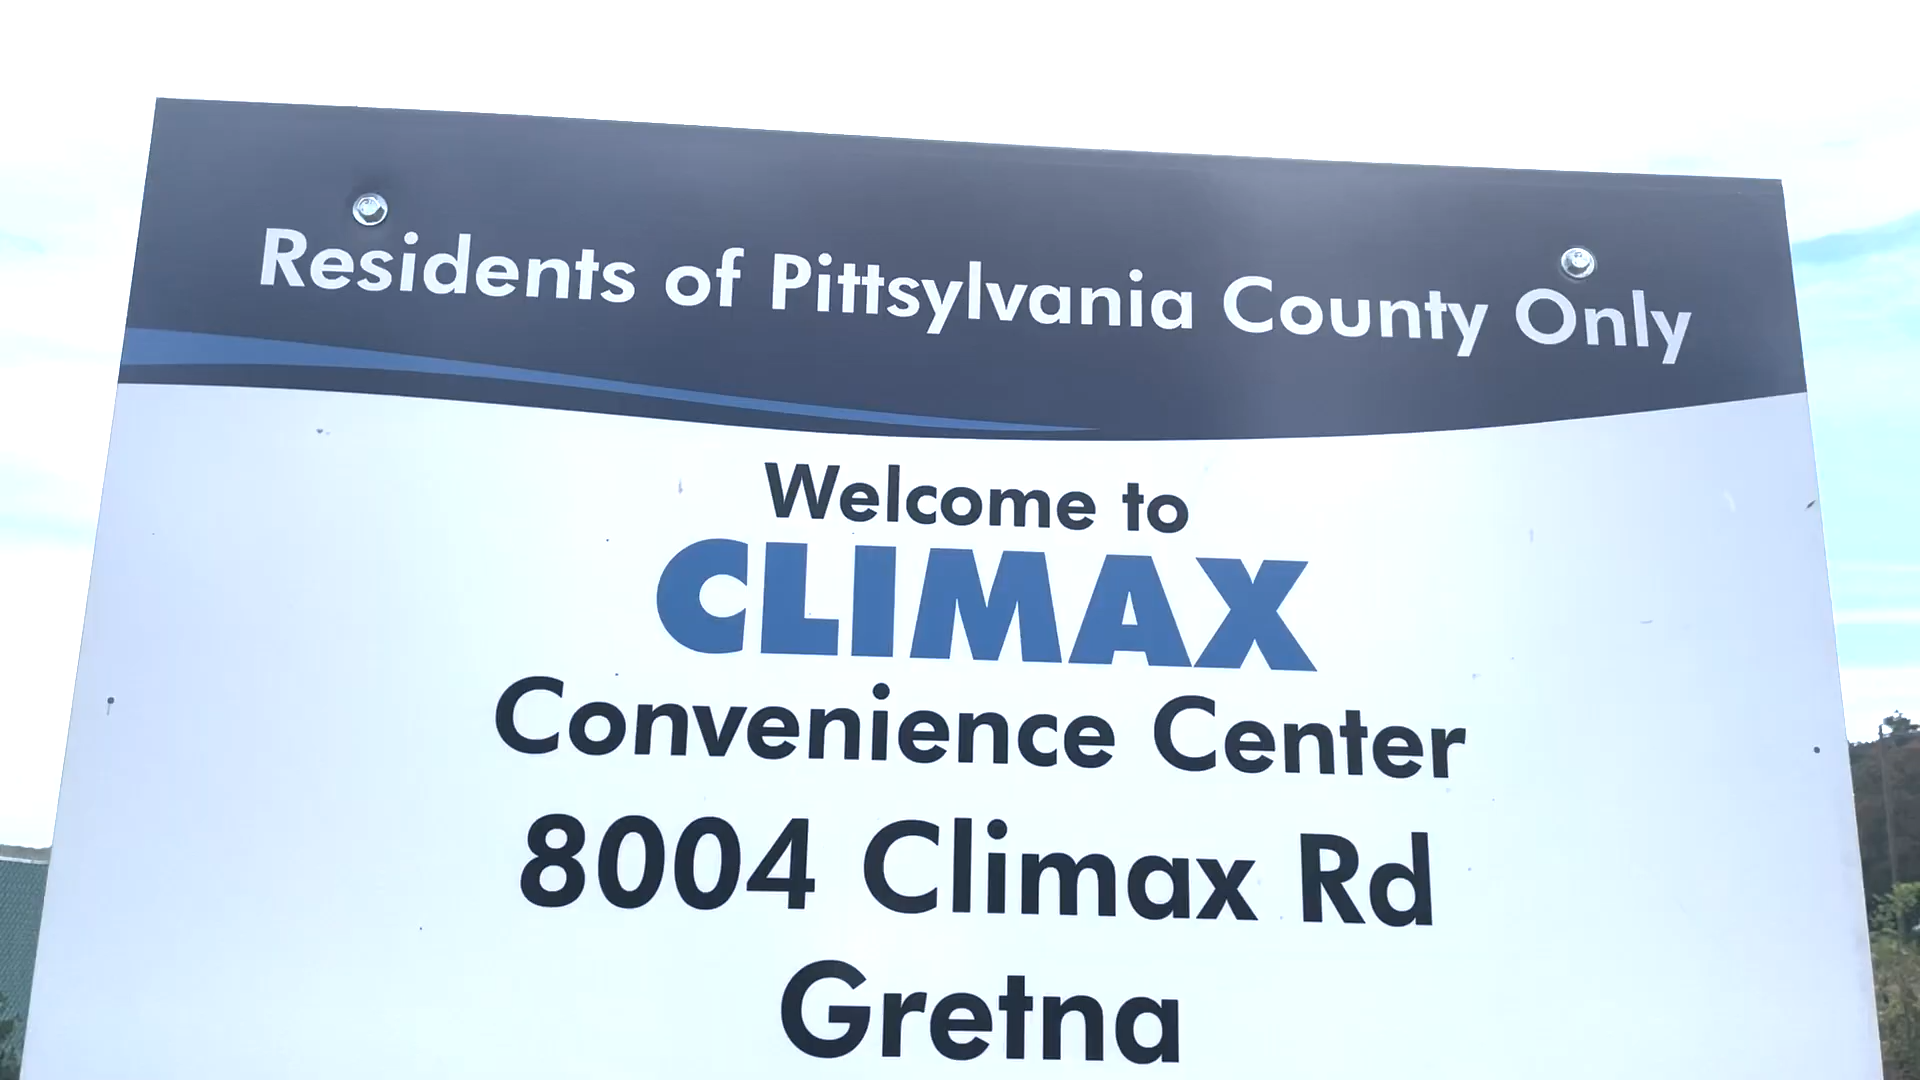 Residents of Pittsylvania County Only
Welcome to
CLIMAX
Convenience Center
8004 Climax Rd
Gretna